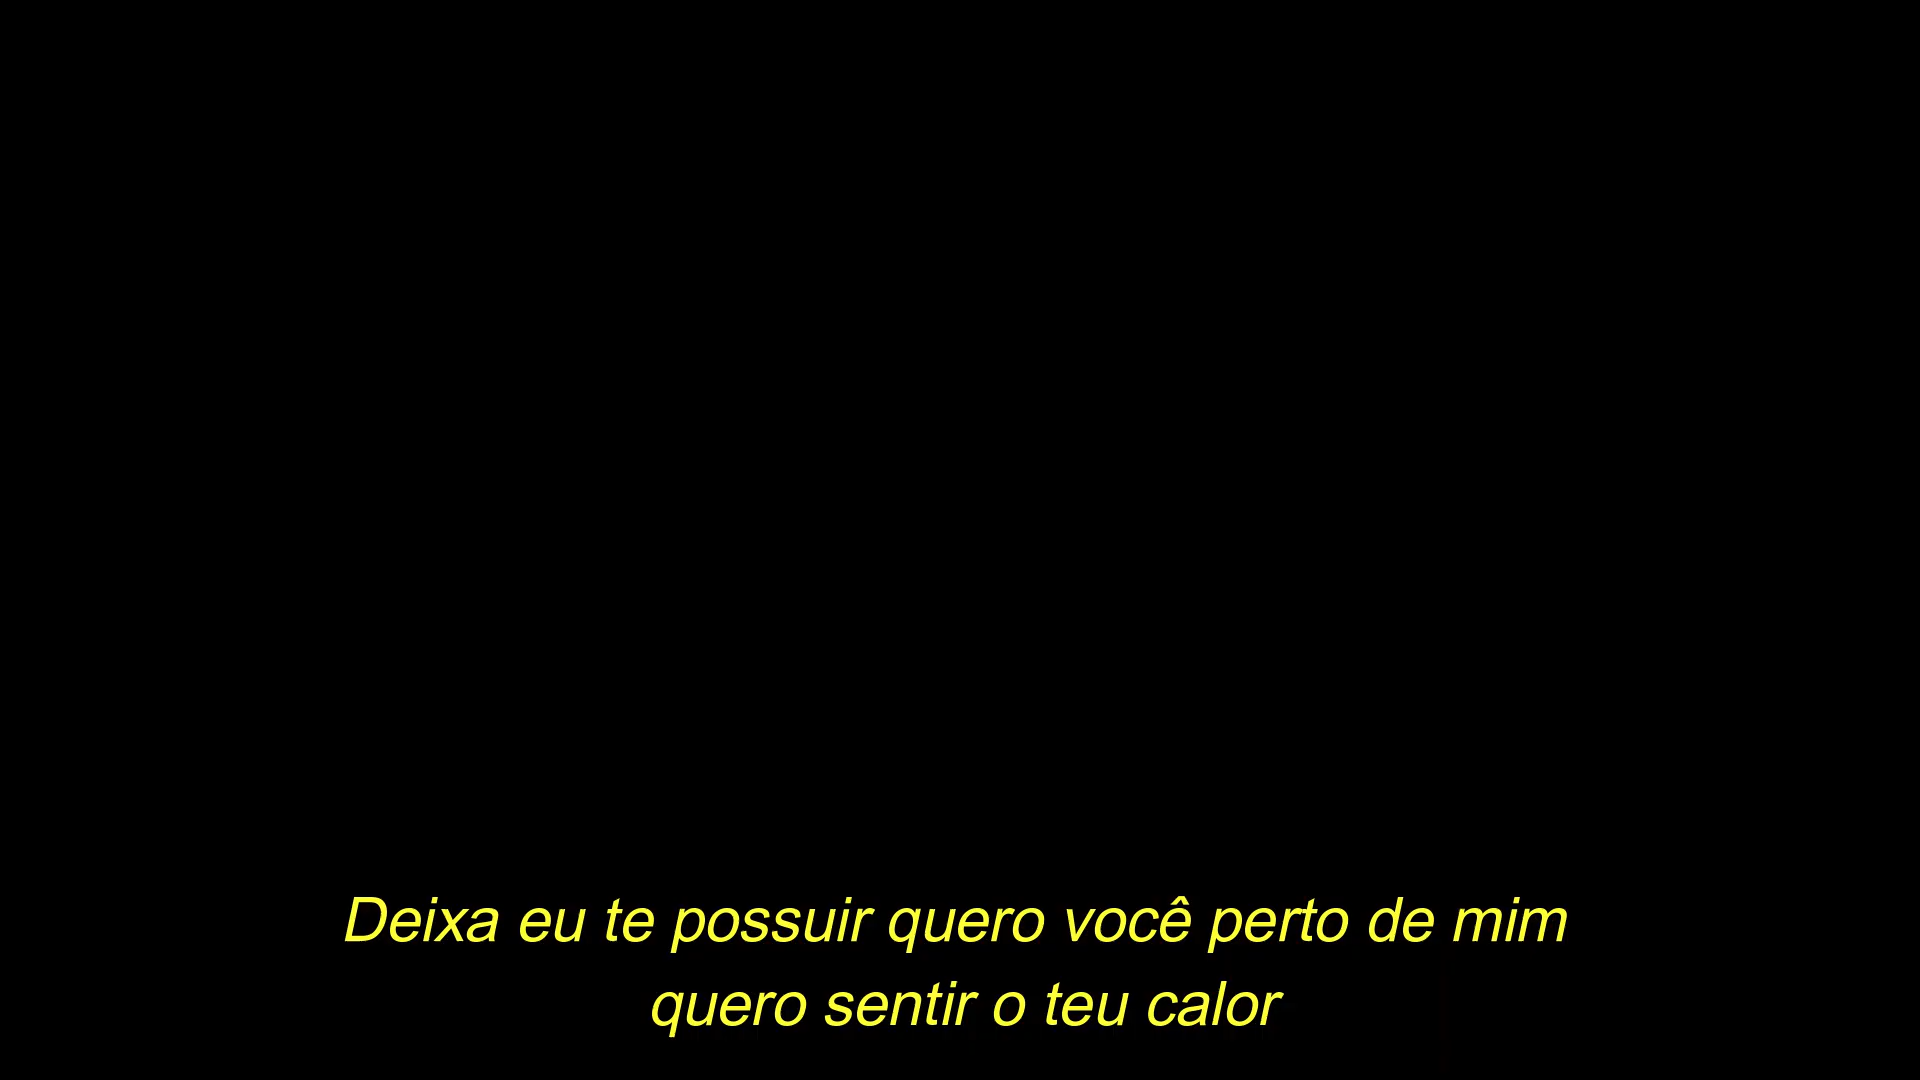 Deixa eu te possuir quero você perto de mim
quero sentir o teu calor